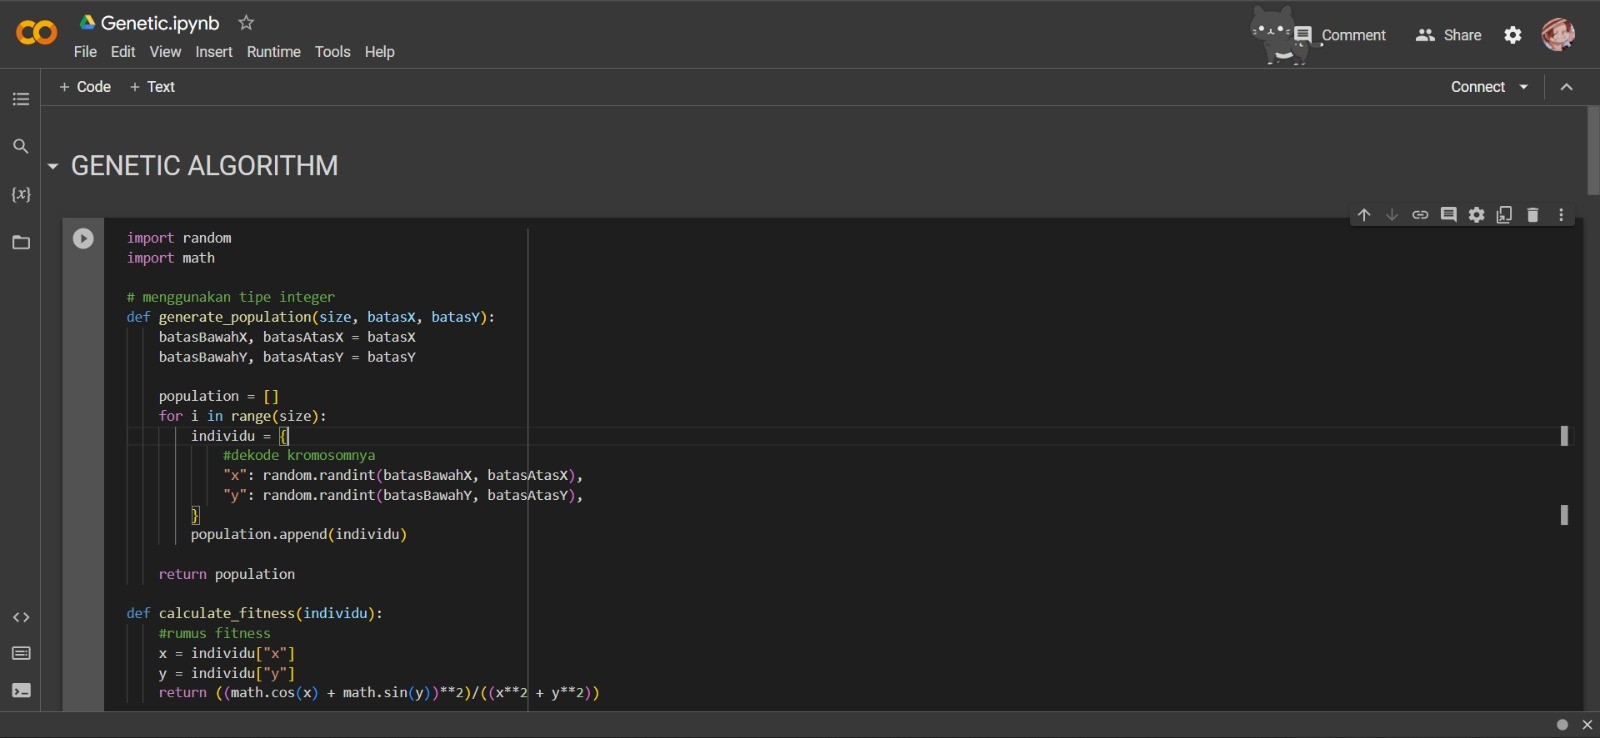 Genetic.ipynb
File Edit View Insert Runtime Tools Help
Comment Share
+ Code + Text
Connect
GENETIC ALGORITHM
{x}
import random
import math
# menggunakan tipe integer
def generate_population(size, batasX, batasY):
    batasBawahX, batasAtasX = batasX
    batasBawahY, batasAtasY = batasY
    population = []
    for i in range(size):
        individu = {
            #dekode kromosomnya
            "x": random.randint(batasBawahX, batasAtasX),
            "y": random.randint(batasBawahY, batasAtasY),
        }
        population.append(individu)
    return population
def calculate_fitness(individu):
    #rumus fitness
    x = individu["x"]
    y = individu["y"]
    return ((math.cos(x) + math.sin(y))**2)/((x**2 + y**2))